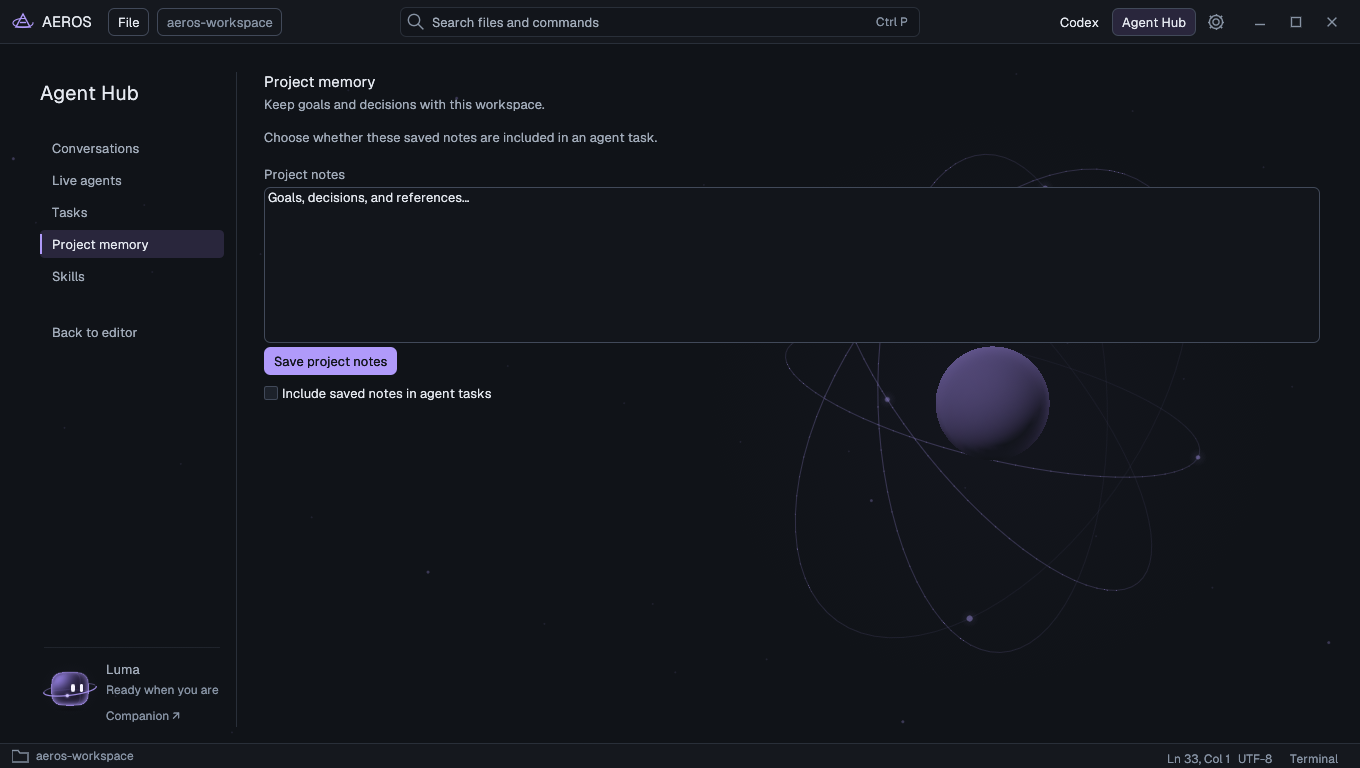 AEROS
File
aeros-workspace
Search files and commands
Ctrl P
Codex
Agent Hub
Agent Hub
Conversations
Live agents
Tasks
Project memory
Skills
Back to editor
Project memory
Keep goals and decisions with this workspace.
Choose whether these saved notes are included in an agent task.
Project notes
Goals, decisions, and references…
Save project notes
Include saved notes in agent tasks
Luma
Ready when you are
Companion ↗
aeros-workspace
Ln 33, Col 1
UTF-8
Terminal